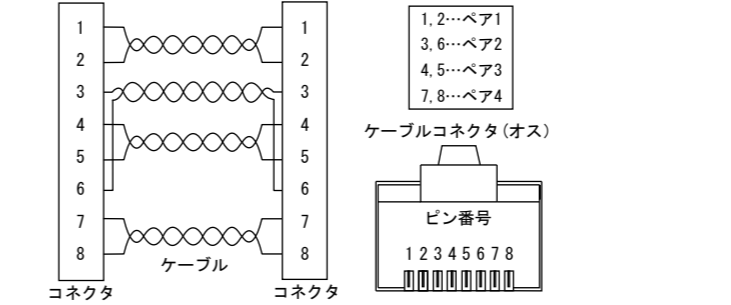 1
2
3
4
5
6
7
8
コネクタ
ケーブル
1
2
3
4
5
6
7
8
コネクタ
1,2…ペア1
3,6…ペア2
4,5…ペア3
7,8…ペア4
ケーブルコネクタ(オス)
ピン番号
1 2 3 4 5 6 7 8